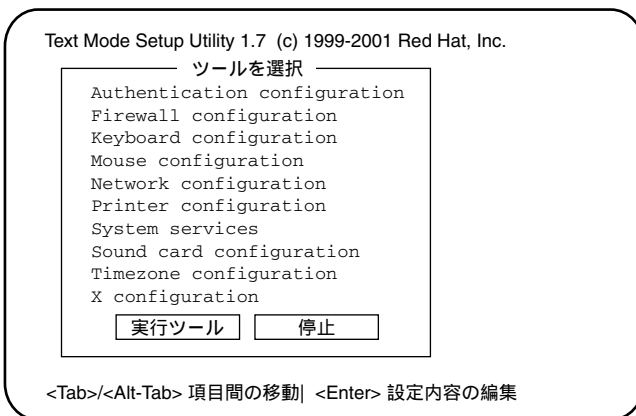 Text Mode Setup Utility 1.7  (c) 1999-2001 Red Hat, Inc.
ツールを選択
Authentication configuration
Firewall configuration
Keyboard configuration
Mouse configuration
Network configuration
Printer configuration
System services
Sound card configuration
Timezone configuration
X configuration
実行ツール 停止
<Tab>/<Alt-Tab> 項目間の移動| <Enter> 設定内容の編集